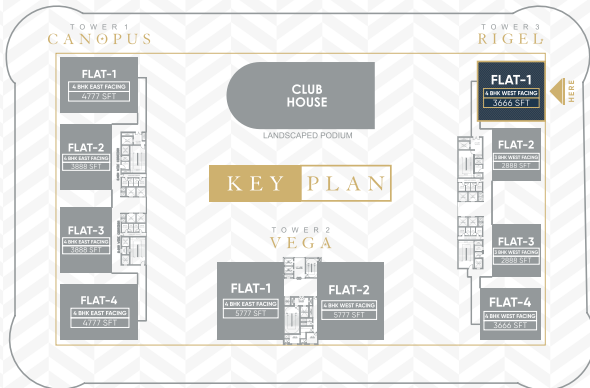 TOWER 1
CANOPUS
FLAT-1
4 BHK EAST FACING
4777 SFT
FLAT-2
4 BHK EAST FACING
3888 SFT
FLAT-3
4 BHK EAST FACING
3888 SFT
FLAT-4
4 BHK EAST FACING
4777 SFT
CLUB
HOUSE
LANDSCAPED PODIUM
KEY PLAN
TOWER 2
VEGA
FLAT-1
4 BHK EAST FACING
5777 SFT
FLAT-2
4 BHK WEST FACING
5777 SFT
TOWER 3
RIGEL
FLAT-1
4 BHK WEST FACING
3666 SFT
HERE
FLAT-2
3 BHK WEST FACING
2888 SFT
FLAT-3
3 BHK WEST FACING
2888 SFT
FLAT-4
4 BHK WEST FACING
3666 SFT